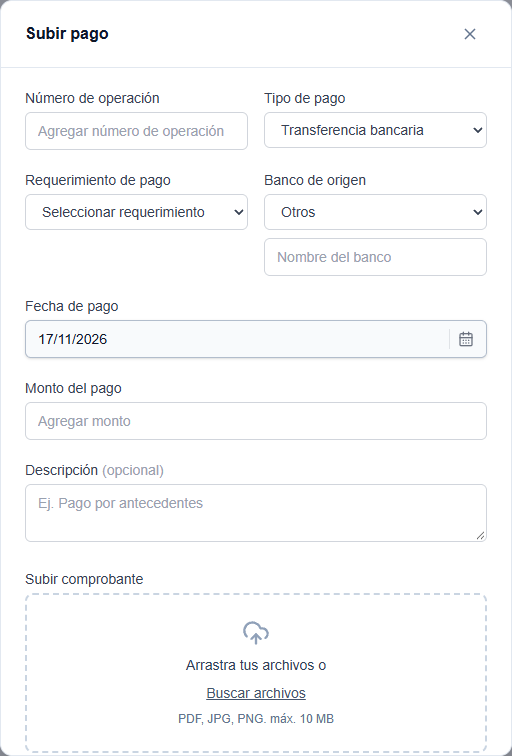 Subir pago
Número de operación
Agregar número de operación
Tipo de pago
Transferencia bancaria
Requerimiento de pago
Seleccionar requerimiento
Banco de origen
Otros
Nombre del banco
Fecha de pago
17/11/2026
Monto del pago
Agregar monto
Descripción (opcional)
Ej. Pago por antecedentes
Subir comprobante
Arrastra tus archivos o
Buscar archivos
PDF, JPG, PNG. máx. 10 MB